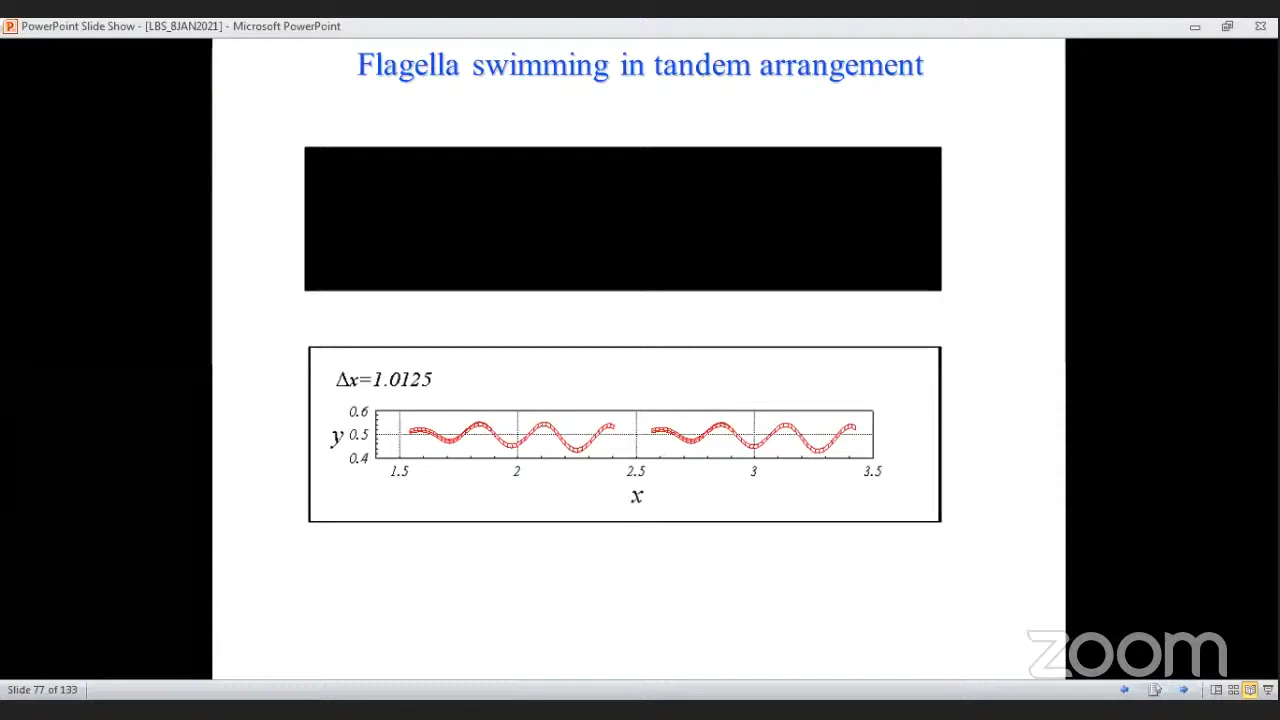 PowerPoint Slide Show - [LBS_8JAN2021] - Microsoft PowerPoint
Flagella swimming in tandem arrangement
Δx=1.0125
0.6
y 0.5
0.4
1.5 2 2.5 3 3.5
x
zoom
Slide 77 of 133